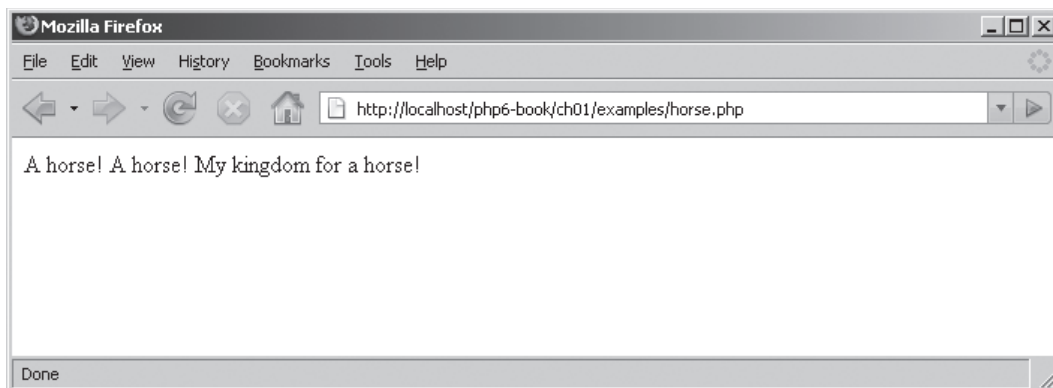 Mozilla Firefox
File Edit View History Bookmarks Tools Help
http://localhost/php6-book/ch01/examples/horse.php
A horse! A horse! My kingdom for a horse!
Done